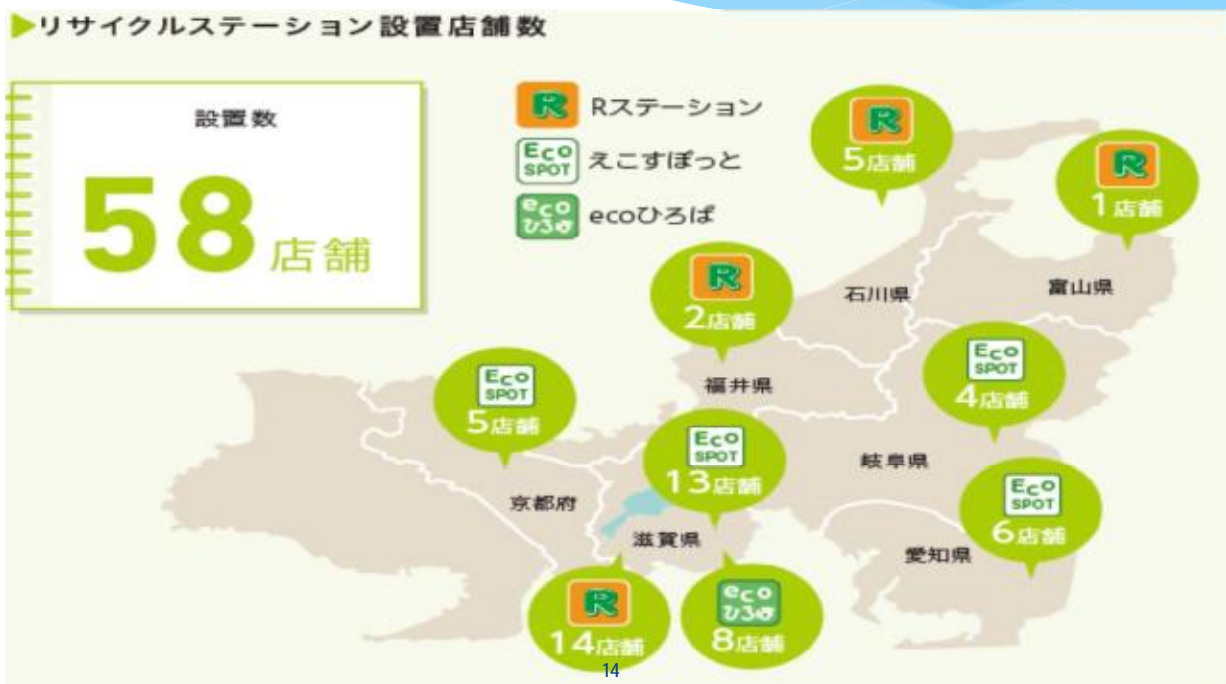 リサイクルステーション設置店舗数
設置数
58店舗
R Rステーション
Eco SPOT えこすぽっと
ecoひろば ecoひろば
R
5店舗
R
1店舗
R
2店舗
石川県
富山県
Eco
SPOT
5店舗
福井県
Eco
SPOT
4店舗
Eco
SPOT
13店舗
岐阜県
京都府
Eco
SPOT
6店舗
滋賀県
愛知県
R
14店舗
eco
ひろば
8店舗
14